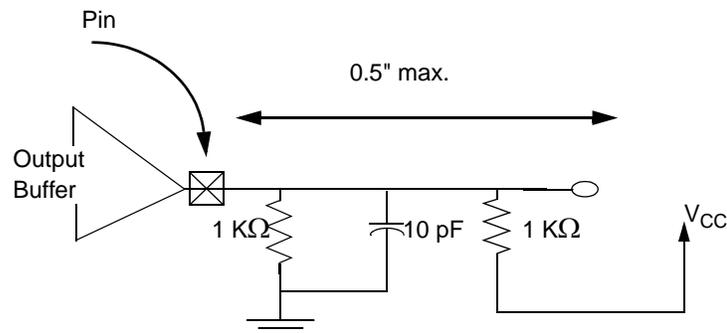 Pin
0.5" max.
Output
Buffer
1 KΩ
10 pF
1 KΩ
VCC